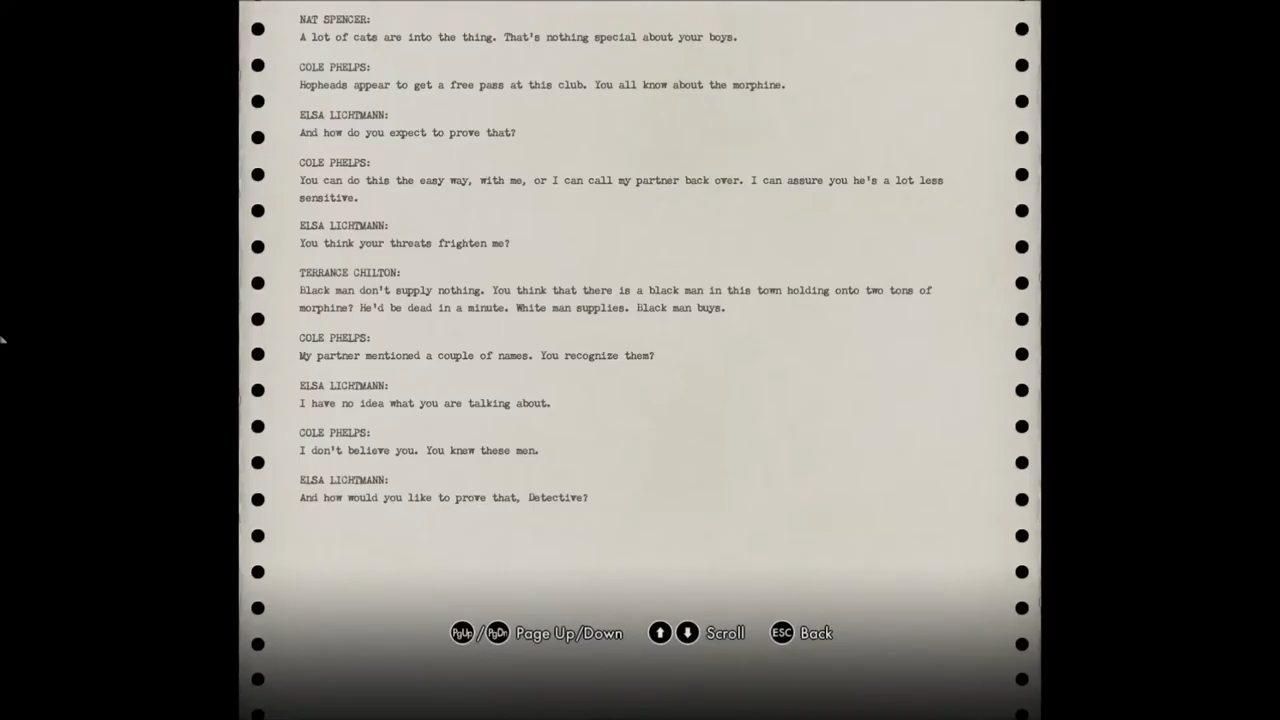 NAT SPENCER:
A lot of cats are into the thing. That's nothing special about your boys.
COLE PHELPS:
Hopheads appear to get a free pass at this club. You all know about the morphine.
ELSA LICHTMANN:
And how do you expect to prove that?
COLE PHELPS:
You can do this the easy way, with me, or I can call my partner back over. I can assure you he's a lot less
sensitive.
ELSA LICHTMANN:
You think your threats frighten me?
TERRANCE CHILTON:
Black man don't supply nothing. You think that there is a black man in this town holding onto two tons of
morphine? He'd be dead in a minute. White man supplies. Black man buys.
COLE PHELPS:
My partner mentioned a couple of names. You recognize them?
ELSA LICHTMANN:
I have no idea what you are talking about.
COLE PHELPS:
I don't believe you. You knew these men.
ELSA LICHTMANN:
And how would you like to prove that, Detective?
PgUp/PgDn Page Up/Down Scroll ESC Back